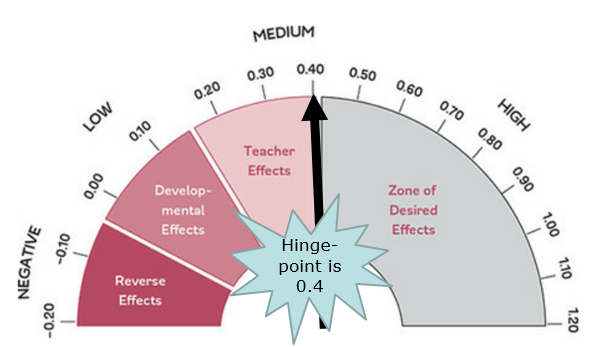 MEDIUM
LOW
HIGH
NEGATIVE
-0.20
-0.10
0.00
0.10
0.20
0.30
0.40
0.50
0.60
0.70
0.80
0.90
1.00
1.10
1.20
Reverse
Effects
Develop-
mental
Effects
Teacher
Effects
Zone of
Desired
Effects
Hinge-
point is
0.4